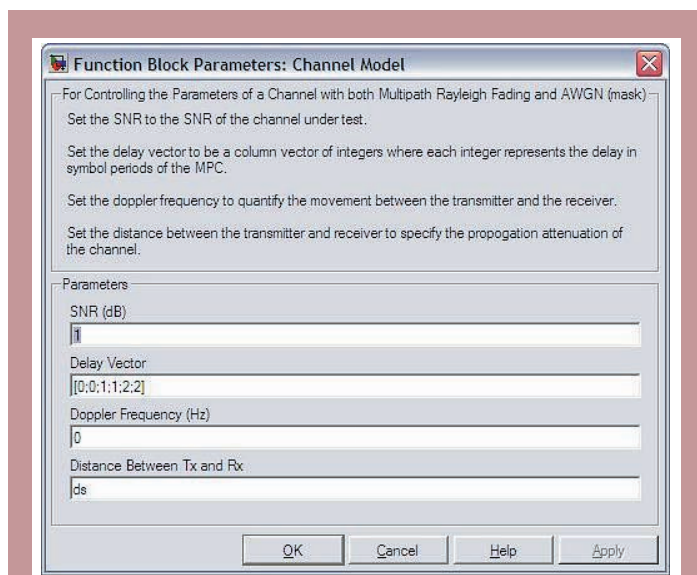 Function Block Parameters: Channel Model
For Controlling the Parameters of a Channel with both Multipath Rayleigh Fading and AWGN (mask)
Set the SNR to the SNR of the channel under test.
Set the delay vector to be a column vector of integers where each integer represents the delay in
symbol periods of the MPC.
Set the doppler frequency to quantify the movement between the transmitter and the receiver.
Set the distance between the transmitter and receiver to specify the propogation attenuation of
the channel.
Parameters
SNR (dB)
1
Delay Vector
[0;0;1;1;2;2]
Doppler Frequency (Hz)
0
Distance Between Tx and Rx
ds
OK Cancel Help Apply